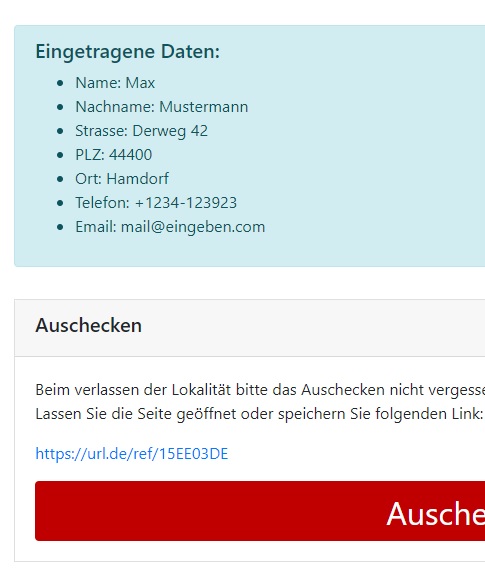 Eingetragene Daten:
Name: Max
Nachname: Mustermann
Strasse: Derweg 42
PLZ: 44400
Ort: Hamdorf
Telefon: +1234-123923
Email: mail@eingeben.com
Auschecken
Beim verlassen der Lokalität bitte das Auschecken nicht vergesse
Lassen Sie die Seite geöffnet oder speichern Sie folgenden Link:
https://url.de/ref/15EE03DE
Ausche